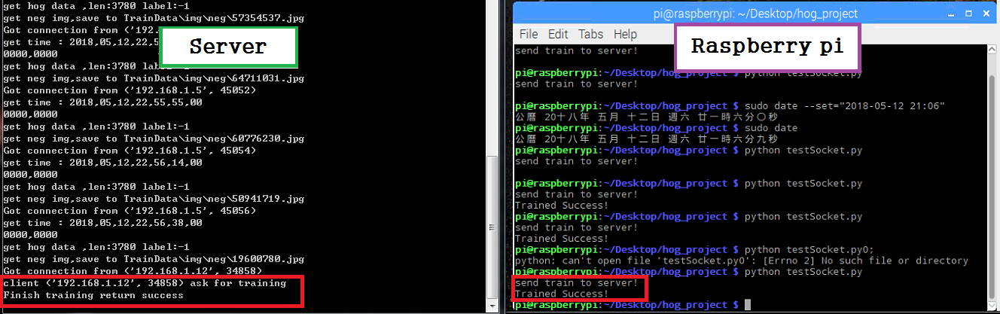 get hog data ,len:3780 label:-1
get neg img,save to TrainData\img\neg\57354537.jpg
Got connection from ('192.
get time : 2018,05,12,22,5
0000,0000
get hog data ,len:3780 label:-1
get neg img,save to TrainData\img\neg\64711031.jpg
Got connection from ('192.168.1.5', 45052)
get time : 2018,05,12,22,55,55,00
0000,0000
get hog data ,len:3780 label:-1
get neg img,save to TrainData\img\neg\60776230.jpg
Got connection from ('192.168.1.5', 45054)
get time : 2018,05,12,22,56,14,00
0000,0000
get hog data ,len:3780 label:-1
get neg img,save to TrainData\img\neg\50941719.jpg
Got connection from ('192.168.1.5', 45056)
get time : 2018,05,12,22,56,38,00
0000,0000
get hog data ,len:3780 label:-1
get neg img,save to TrainData\img\neg\19600780.jpg
Got connection from ('192.168.1.12', 34858)
client ('192.168.1.12', 34858) ask for training
Finish training return success
Server
pi@raspberrypi: ~/Desktop/hog_project
File Edit Tabs Help
Raspberry pi
send train to server!
pi@raspberrypi:~/Desktop/hog_project $ python testSocket.py
send train to server!
pi@raspberrypi:~/Desktop/hog_project $ sudo date --set="2018-05-12 21:06"
公曆 20十八年 五月 十二日 週六 廿一時六分〇秒
pi@raspberrypi:~/Desktop/hog_project $ sudo date
公曆 20十八年 五月 十二日 週六 廿一時六分九秒
pi@raspberrypi:~/Desktop/hog_project $ python testSocket.py
send train to server!
pi@raspberrypi:~/Desktop/hog_project $ python testSocket.py
send train to server!
Trained Success!
pi@raspberrypi:~/Desktop/hog_project $ python testSocket.py
send train to server!
Trained Success!
pi@raspberrypi:~/Desktop/hog_project $ python testSocket.py0;
python: can't open file 'testSocket.py0': [Errno 2] No such file or directory
pi@raspberrypi:~/Desktop/hog_project $ python testSocket.py
send train to server!
Trained Success!
pi@raspberrypi:~/Desktop/hog_project $